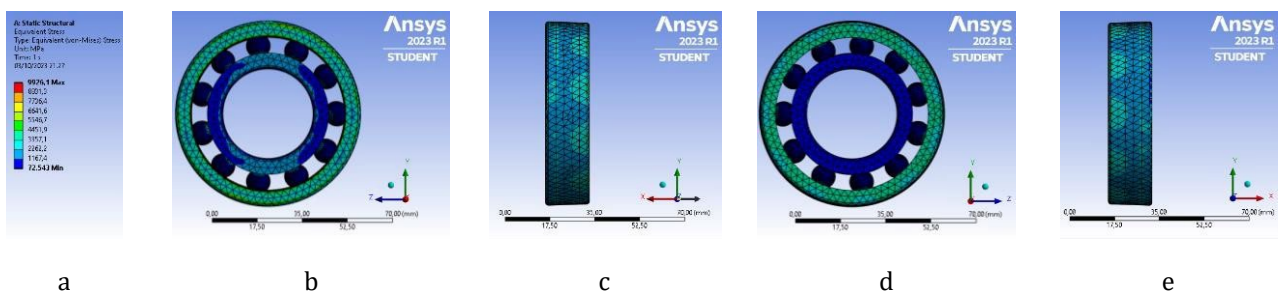 A: Static Structural
Equivalent Stress
Type: Equivalent (von-Mises) Stress
Unit: MPa
Time: 1 s
9926,1 Max
7736,4
6641,6
5546,7
4451,9
3357,1
2262,2
1167,4
72.543 Min
Ansys
2023 R1
STUDENT
Y
Z
0,00
35,00
70,00 (mm)
17,50
52,50
Ansys
2023 R1
STUDENT
Y
X
Z
0,00
35,00
70,00 (mm)
17,50
52,50
Ansys
2023 R1
STUDENT
Y
Z
0,00
35,00
70,00 (mm)
17,50
52,50
Ansys
2023 R1
STUDENT
Y
X
0,00
35,00
70,00 (mm)
17,50
52,50
a
b
c
d
e